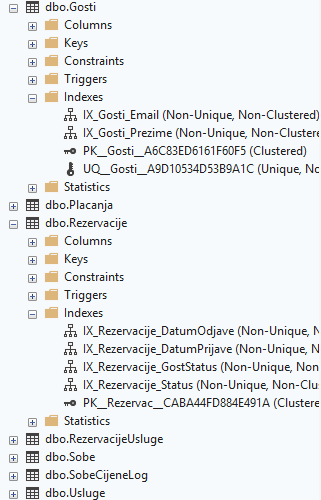 dbo.Gosti
Columns
Keys
Constraints
Triggers
Indexes
IX_Gosti_Email (Non-Unique, Non-Clustered)
IX_Gosti_Prezime (Non-Unique, Non-Clustere
PK__Gosti__A6C83ED6161F60F5 (Clustered)
UQ__Gosti__A9D10534D53B9A1C (Unique, No
Statistics
dbo.Placanja
dbo.Rezervacije
Columns
Keys
Constraints
Triggers
Indexes
IX_Rezervacije_DatumOdjave (Non-Unique, N
IX_Rezervacije_DatumPrijave (Non-Unique, N
IX_Rezervacije_GostStatus (Non-Unique, Non
IX_Rezervacije_Status (Non-Unique, Non-Clu
PK__Rezervac__CABA44FD884E491A (Clustere
Statistics
dbo.RezervacijeUsluge
dbo.Sobe
dbo.SobeCijeneLog
dbo.Usluge